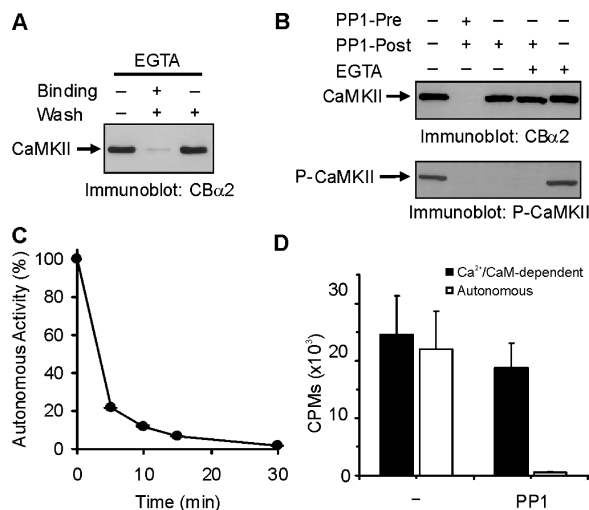 A
EGTA
Binding – + –
Wash – + +
CaMKII
Immunoblot: CBα2
B
PP1-Pre – + – – –
PP1-Post – + + + –
EGTA – – – + +
CaMKII
Immunoblot: CBα2
P-CaMKII
Immunoblot: P-CaMKII
C
Autonomous Activity (%)
100
80
60
40
20
0
0 10 20 30
Time (min)
D
Ca²⁺/CaM-dependent
Autonomous
CPMs (x10³)
30
20
10
0
– PP1